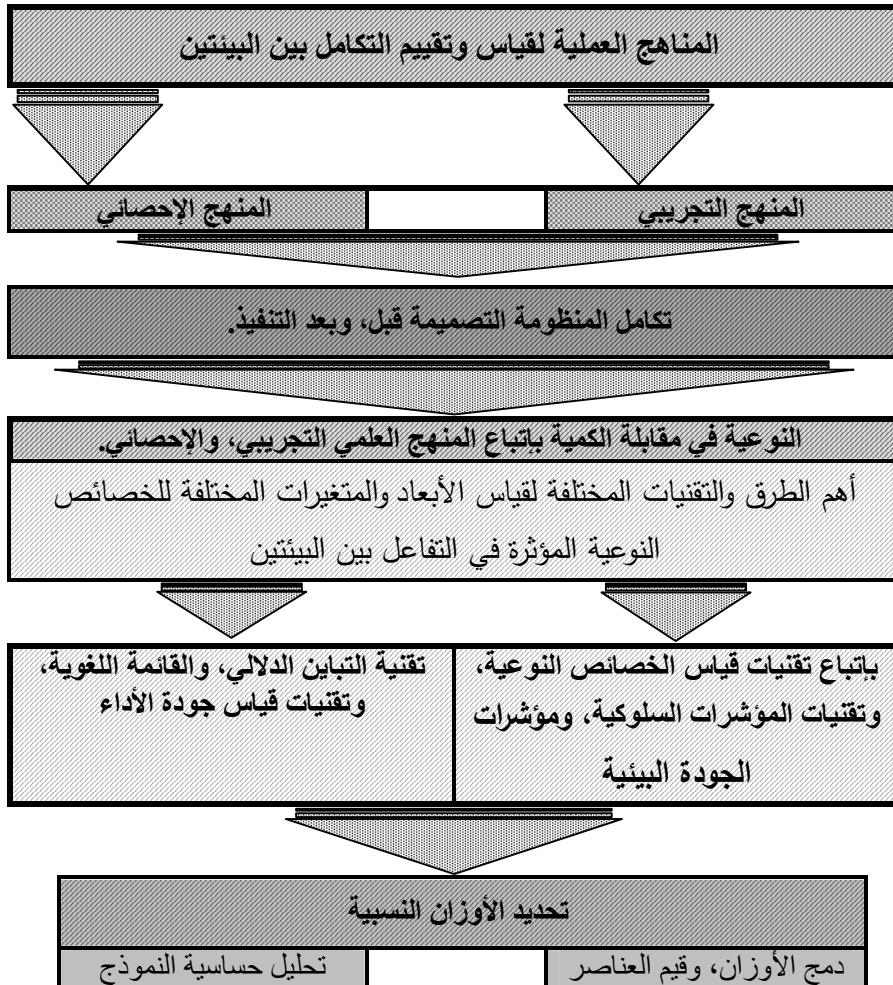 المناهج العملية لقياس وتقييم التكامل بين البيئتين
المنهج التجريبي
المنهج الإحصائي
تكامل المنظومة التصميمة قبل، وبعد التنفيذ.
النوعية في مقابلة الكمية بإتباع المنهج العلمي التجريبي، والإحصائي.
أهم الطرق والتقنيات المختلفة لقياس الأبعاد والمتغيرات المختلفة للخصائص
النوعية المؤثرة في التفاعل بين البيئتين
بإتباع تقنيات قياس الخصائص النوعية،
وتقنيات المؤشرات السلوكية، ومؤشرات
الجودة البيئية
تقنية التباين الدلالي، والقائمة اللغوية،
وتقنيات قياس جودة الأداء
تحديد الأوزان النسبية
دمج الأوزان، وقيم العناصر
تحليل حساسية النموذج